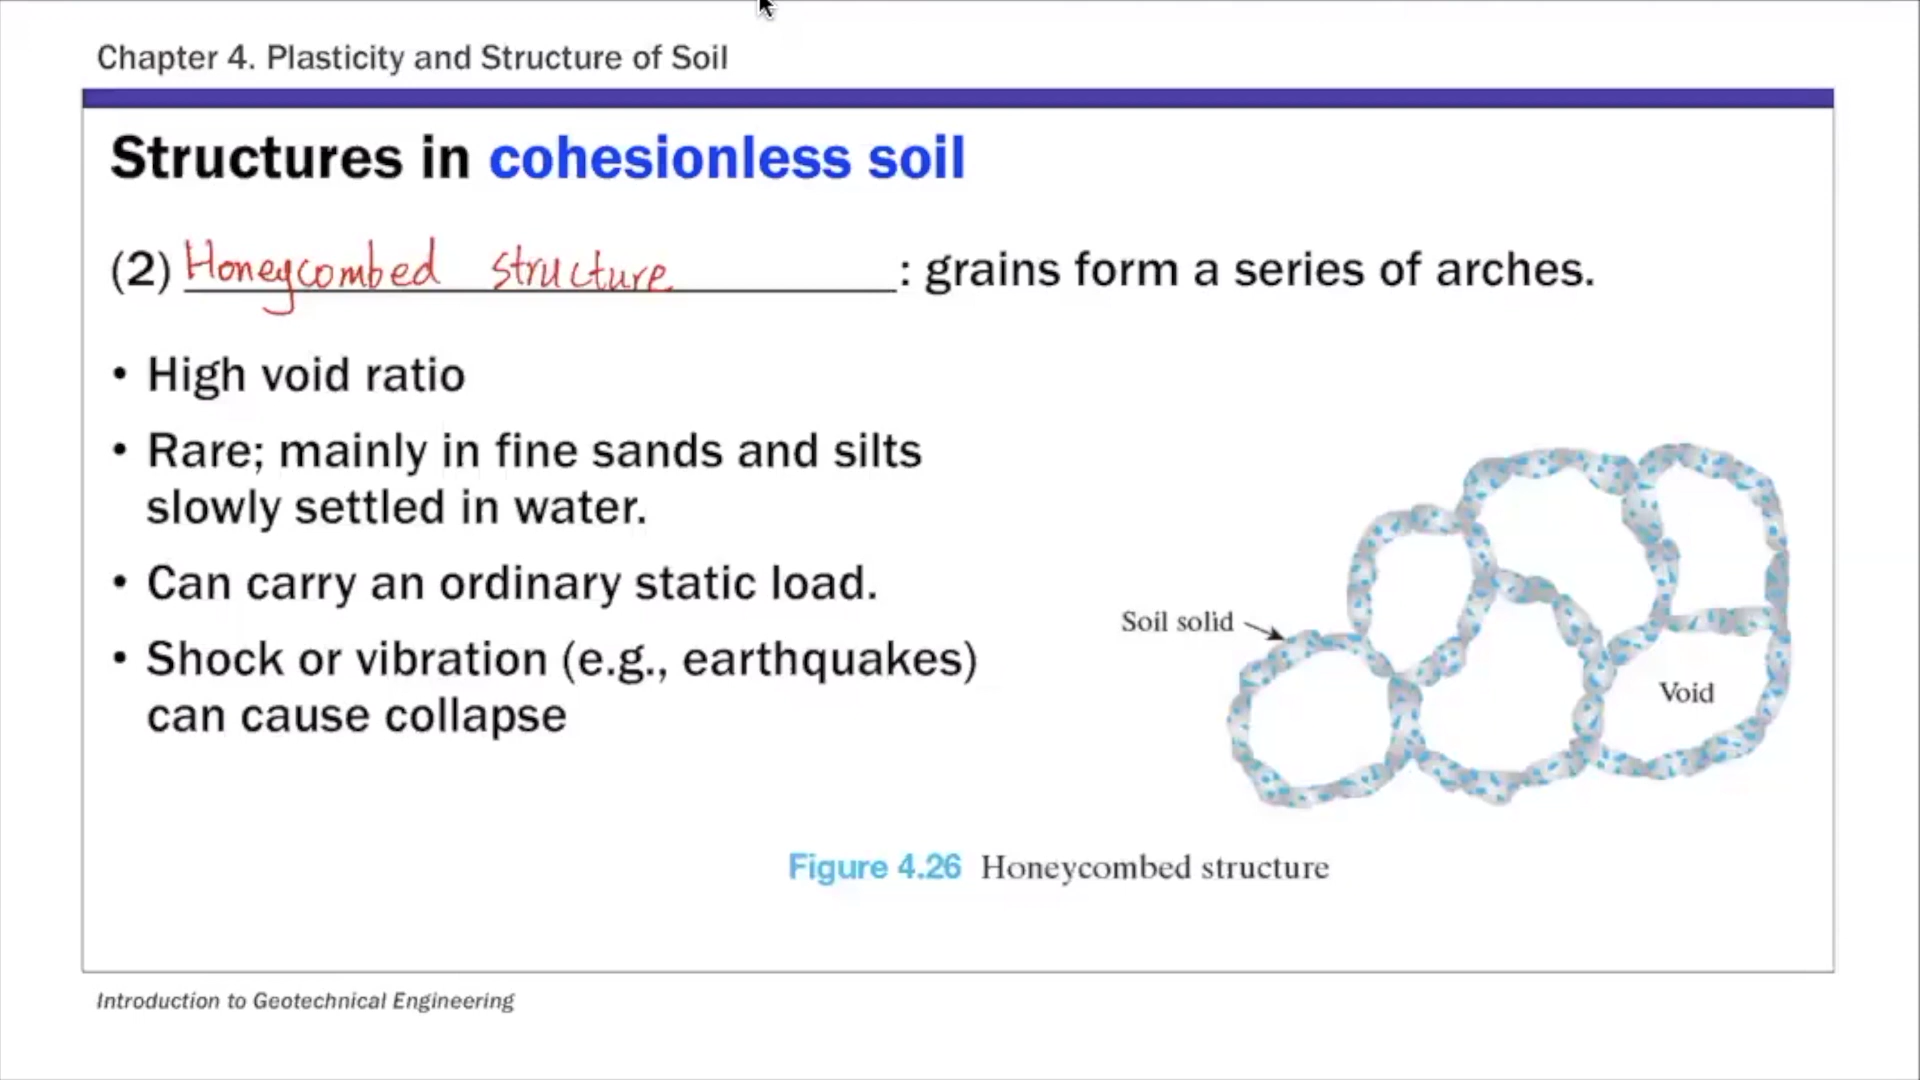 Chapter 4. Plasticity and Structure of Soil
Structures in cohesionless soil
(2) Honeycombed structure : grains form a series of arches.
• High void ratio
• Rare; mainly in fine sands and silts
slowly settled in water.
• Can carry an ordinary static load.
• Shock or vibration (e.g., earthquakes)
can cause collapse
Soil solid
Void
Figure 4.26 Honeycombed structure
Introduction to Geotechnical Engineering